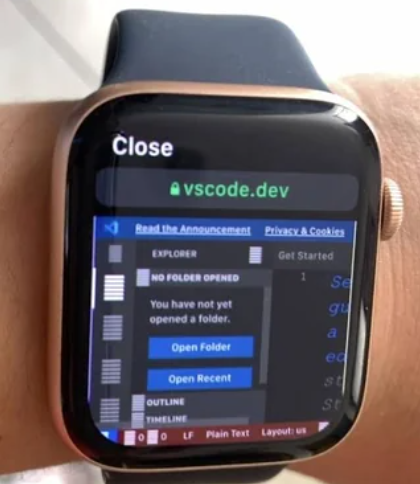 Close
vscode.dev
Read the Announcement Privacy & Cookies
EXPLORER
Get Started
NO FOLDER OPENED
1
You have not yet
opened a folder.
Open Folder
Open Recent
Se
gu
a
ed
st
St
OUTLINE
TIMELINE
0 0 LF Plain Text Layout: us